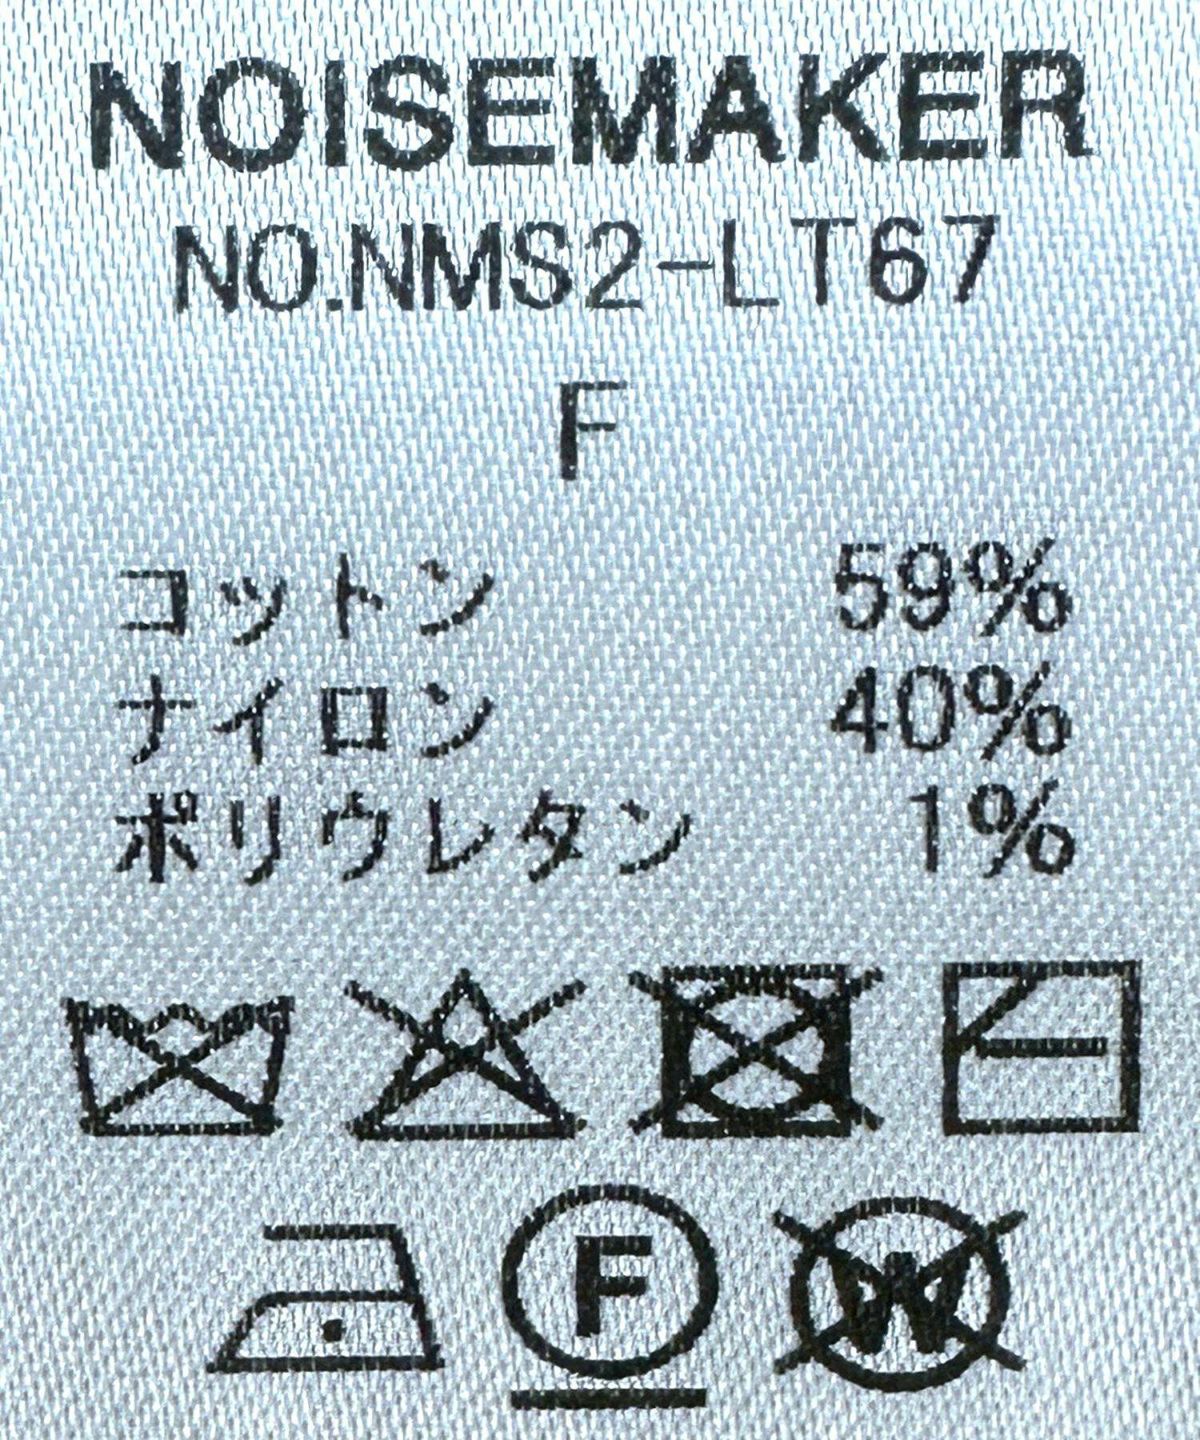 NOISEMAKER
NO.NMS2-LT67
F
コットン 59%
ナイロン 40%
ポリウレタン 1%
F W